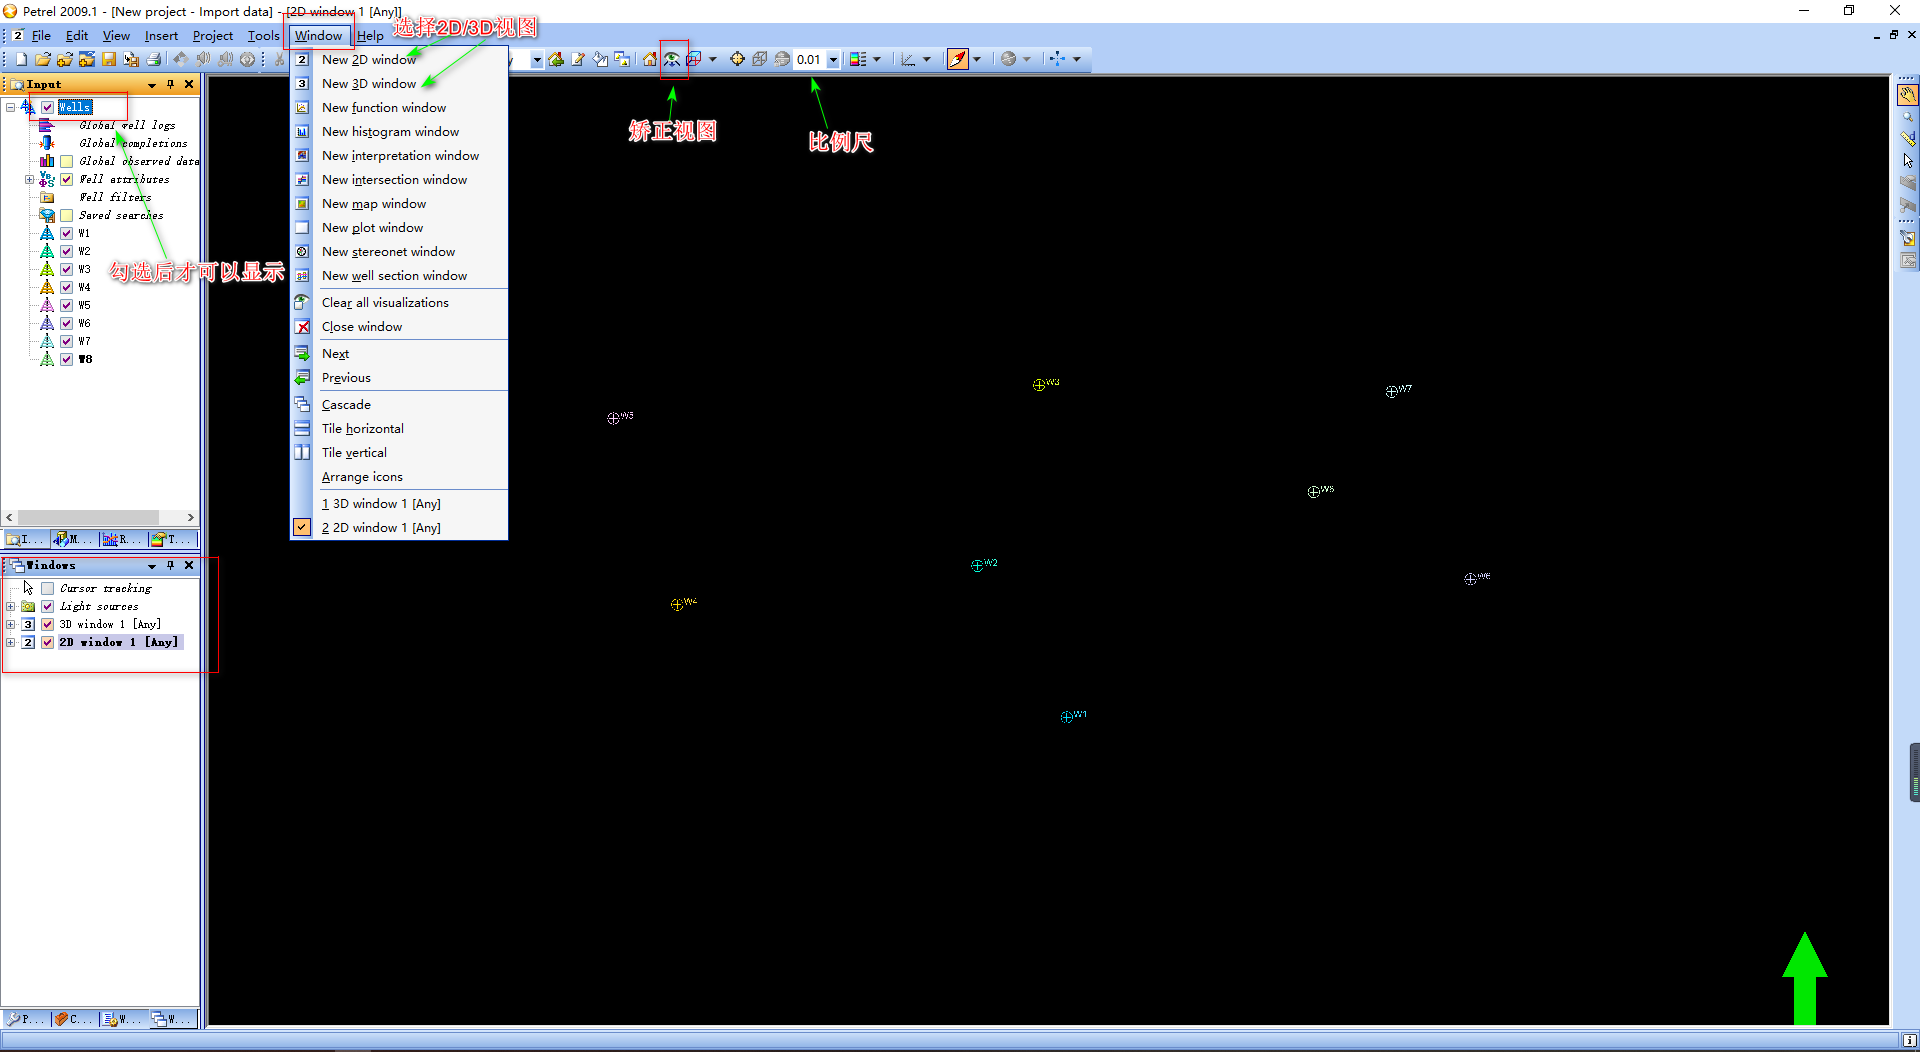 Petrel 2009.1 - [New project - Import data] - [2D window 1 [Any]]
File Edit View Insert Project Tools Window Help
选择2D/3D视图
0.01
矫正视图
比例尺
Input
Wells
Global well logs
Global completions
Global observed data
Well attributes
Well filters
Saved searches
W1
W2
W3
W4
W5
W6
W7
W8
勾选后才可以显示
I... M... R... T...
Windows
Cursor tracking
Light sources
3 3D window 1 [Any]
2 2D window 1 [Any]
P... C... W... W...
2 New 2D window
3 New 3D window
New function window
New histogram window
New interpretation window
New intersection window
New map window
New plot window
New stereonet window
New well section window
Clear all visualizations
Close window
Next
Previous
Cascade
Tile horizontal
Tile vertical
Arrange icons
1 3D window 1 [Any]
2 2D window 1 [Any]
W3
W7
W5
W2
W4
W1